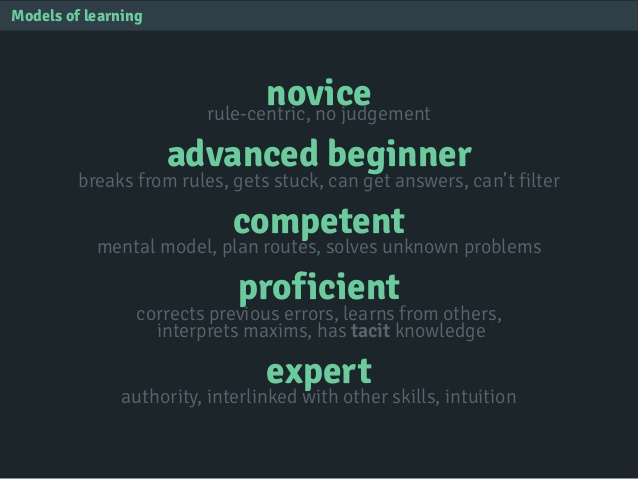 Models of learning
novice
rule-centric, no judgement
advanced beginner
breaks from rules, gets stuck, can get answers, can't filter
competent
mental model, plan routes, solves unknown problems
proficient
corrects previous errors, learns from others,
interprets maxims, has tacit knowledge
expert
authority, interlinked with other skills, intuition